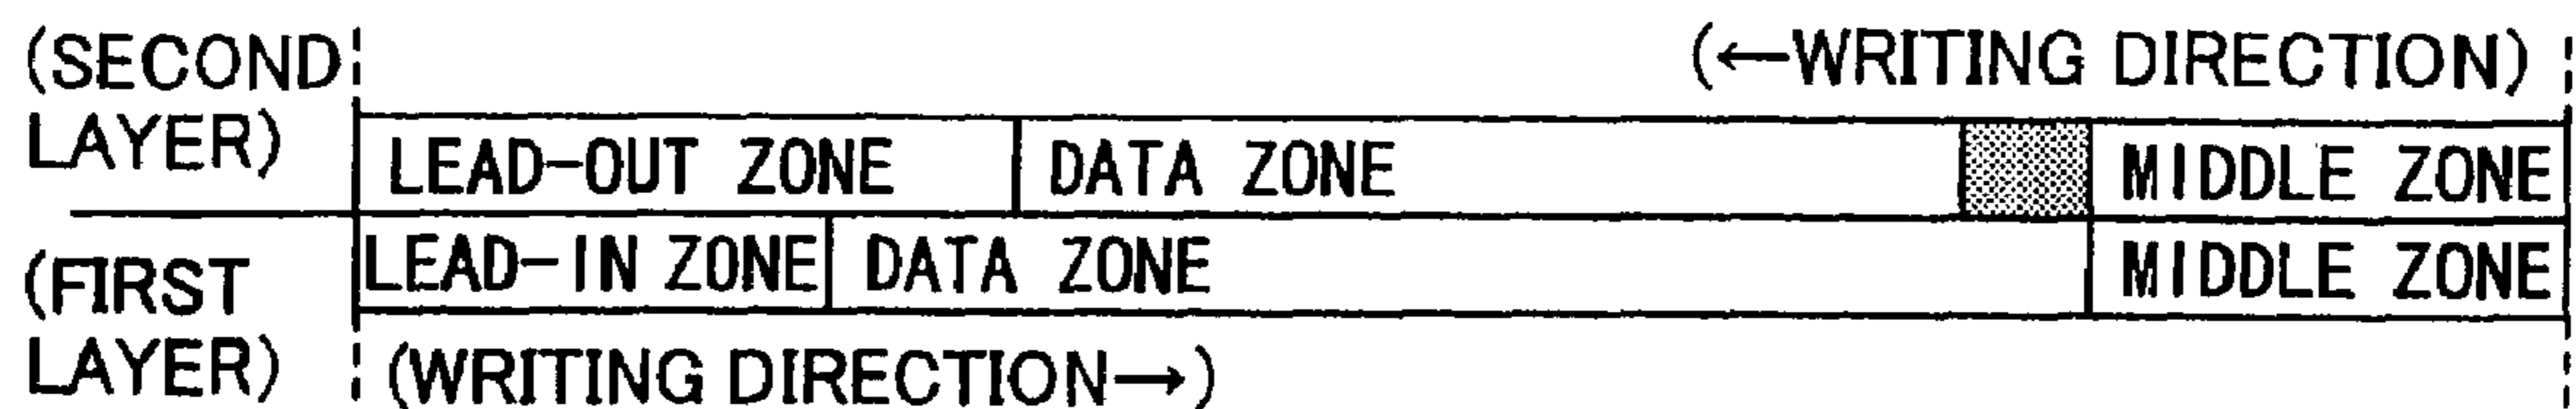 (SECOND LAYER)
(←WRITING DIRECTION)
LEAD-OUT ZONE DATA ZONE MIDDLE ZONE
LEAD-IN ZONE DATA ZONE MIDDLE ZONE
(FIRST LAYER)
(WRITING DIRECTION→)